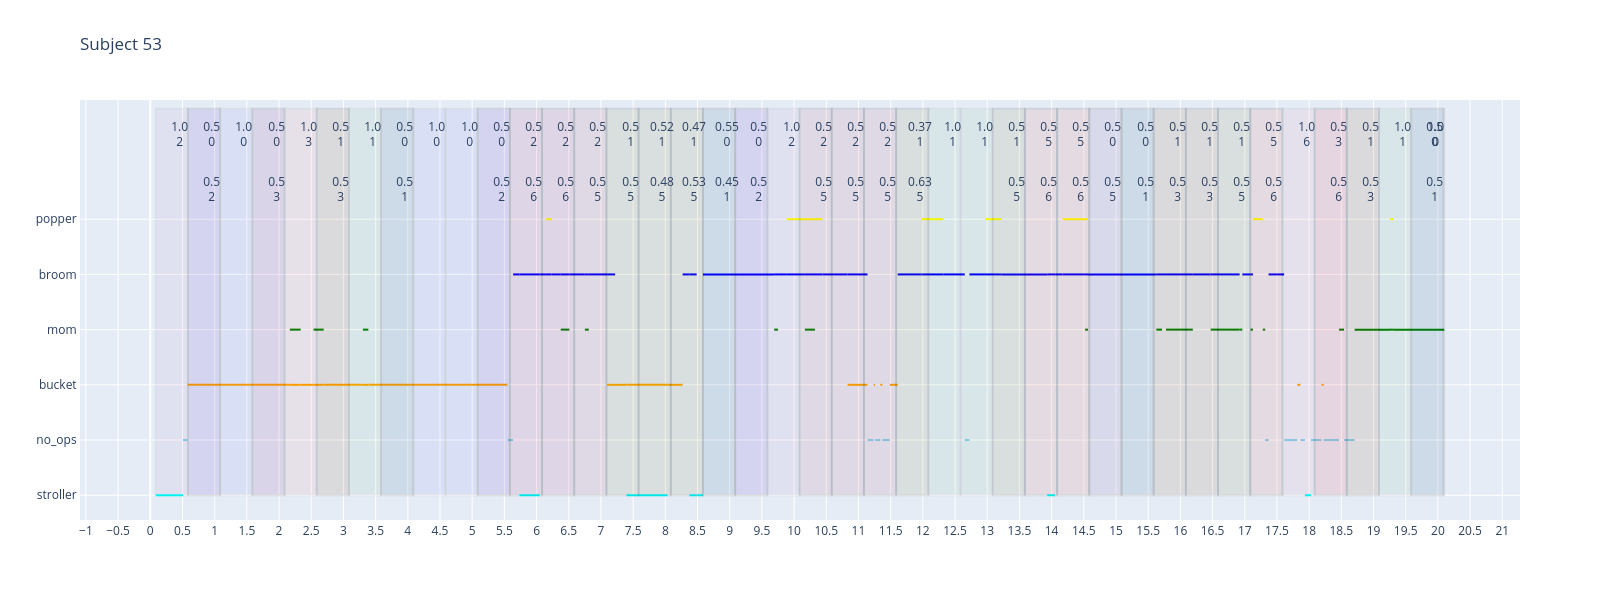 Subject 53
1.0 0.5 1.0 0.5 1.0 0.5 1.0 0.5 1.0 1.0 0.5 0.5 0.5 0.5 0.5 0.52 0.47 0.55 0.5 1.0 0.5 0.5 0.5 0.37 1.0 1.0 0.5 0.5 0.5 0.5 0.5 0.5 0.5 0.5 0.5 1.0 0.5 0.5 1.0
2 0 0 0 3 1 1 0 0 0 0 2 2 2 1 1 1 0 0 2 2 2 2 1 1 1 1 5 5 0 0 1 1 1 5 6 3 1 1 0
0.5 0.5 0.5 0.5 0.5 0.5 0.5 0.5 0.5 0.48 0.53 0.45 0.5 0.5 0.5 0.5 0.63 0.5 0.5 0.5 0.5 0.5 0.5 0.5 0.5 0.5 0.5 0.5 0.5
2 3 3 1 2 6 6 5 5 5 5 1 2 5 5 5 5 5 6 6 5 1 3 3 5 6 6 3 1
popper
broom
mom
bucket
no_ops
stroller
−1 −0.5 0 0.5 1 1.5 2 2.5 3 3.5 4 4.5 5 5.5 6 6.5 7 7.5 8 8.5 9 9.5 10 10.5 11 11.5 12 12.5 13 13.5 14 14.5 15 15.5 16 16.5 17 17.5 18 18.5 19 19.5 20 20.5 21